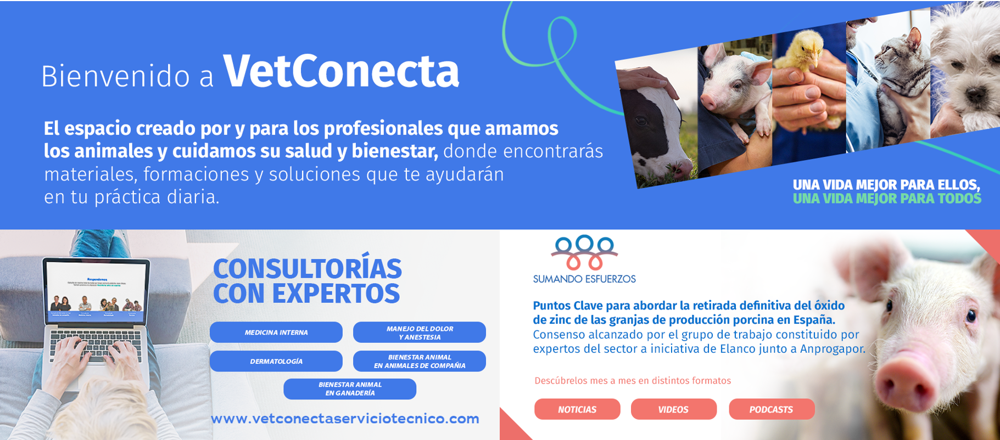 Bienvenido a VetConecta
El espacio creado por y para los profesionales que amamos
los animales y cuidamos su salud y bienestar, donde encontrarás
materiales, formaciones y soluciones que te ayudarán
en tu práctica diaria.
UNA VIDA MEJOR PARA ELLOS,
UNA VIDA MEJOR PARA TODOS
Respondemos
CONSULTORÍAS
CON EXPERTOS
MEDICINA INTERNA
MANEJO DEL DOLOR
Y ANESTESIA
DERMATOLOGÍA
BIENESTAR ANIMAL
EN ANIMALES DE COMPAÑIA
BIENESTAR ANIMAL
EN GANADERÍA
www.vetconectaserviciotecnico.com
SUMANDO ESFUERZOS
Puntos Clave para abordar la retirada definitiva del óxido
de zinc de las granjas de producción porcina en España.
Consenso alcanzado por el grupo de trabajo constituido por
expertos del sector a iniciativa de Elanco junto a Anprogapor.
Descúbrelos mes a mes en distintos formatos
NOTICIAS
VIDEOS
PODCASTS